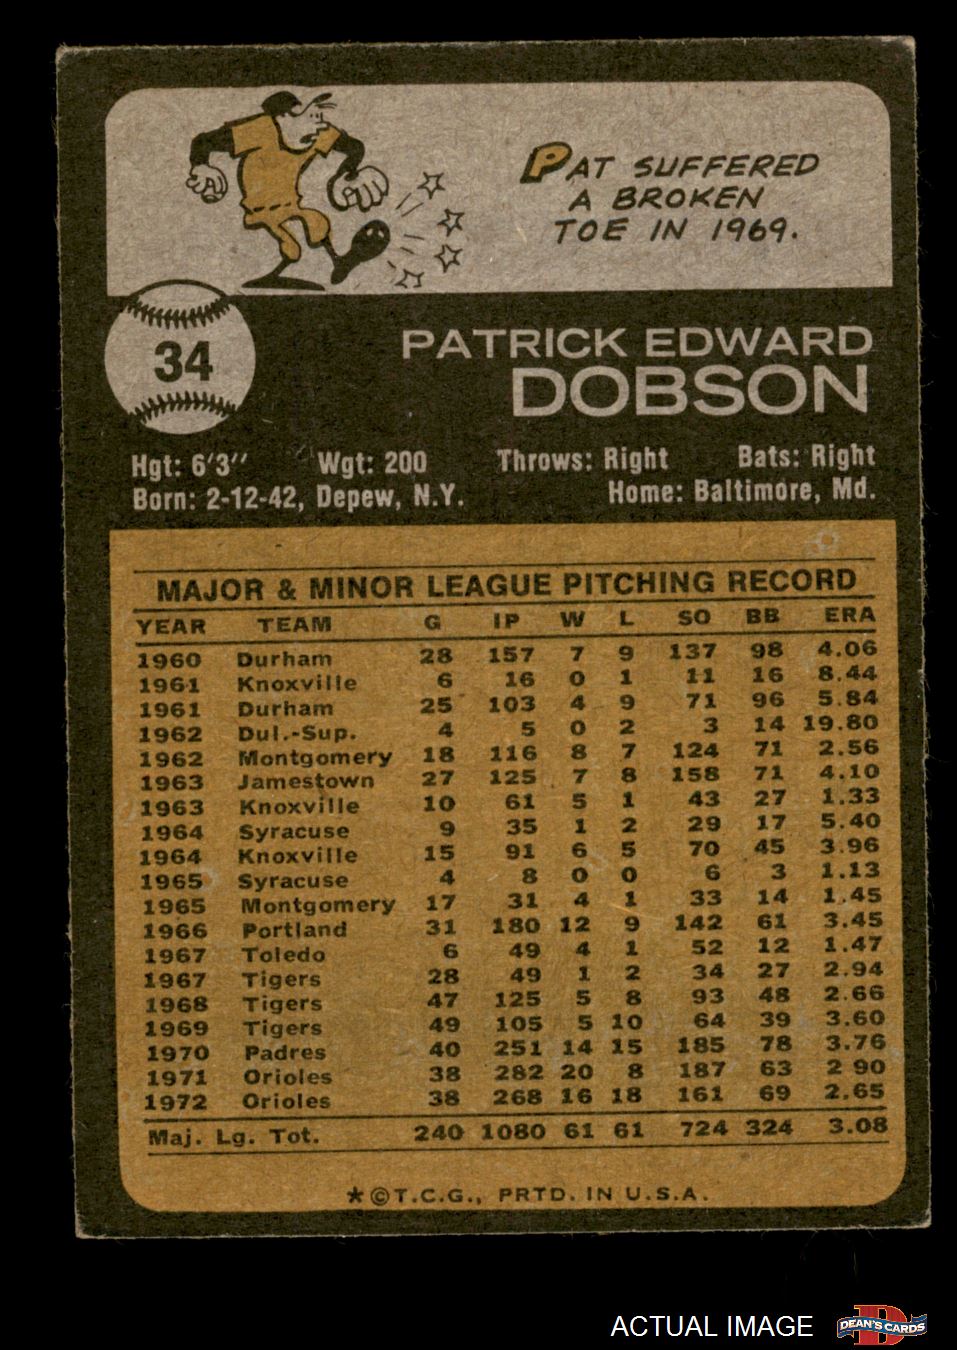 PAT SUFFERED
A BROKEN
TOE IN 1969.
34
PATRICK EDWARD
DOBSON
Hgt: 6'3" Wgt: 200 Throws: Right Bats: Right
Born: 2-12-42, Depew, N.Y. Home: Baltimore, Md.
MAJOR & MINOR LEAGUE PITCHING RECORD
YEAR TEAM G IP W L SO BB ERA
1960 Durham 28 157 7 9 137 98 4.06
1961 Knoxville 6 16 0 1 11 16 8.44
1961 Durham 25 103 4 9 71 96 5.84
1962 Dul.-Sup. 4 5 0 2 3 14 19.80
1962 Montgomery 18 116 8 7 124 71 2.56
1963 Jamestown 27 125 7 8 158 71 4.10
1963 Knoxville 10 61 5 1 43 27 1.33
1964 Syracuse 9 35 1 2 29 17 5.40
1964 Knoxville 15 91 6 5 70 45 3.96
1965 Syracuse 4 8 0 0 6 3 1.13
1965 Montgomery 17 31 4 1 33 14 1.45
1966 Portland 31 180 12 9 142 61 3.45
1967 Toledo 6 49 4 1 52 12 1.47
1967 Tigers 28 49 1 2 34 27 2.94
1968 Tigers 47 125 5 8 93 48 2.66
1969 Tigers 49 105 5 10 64 39 3.60
1970 Padres 40 251 14 15 185 78 3.76
1971 Orioles 38 282 20 8 187 63 2 90
1972 Orioles 38 268 16 18 161 69 2.65
Maj. Lg. Tot. 240 1080 61 61 724 324 3.08
★©T.C.G., PRTD. IN U.S.A.
ACTUAL IMAGE DEAN'S CARDS